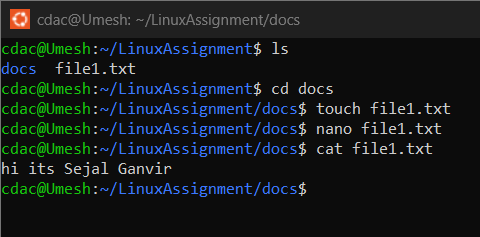 cdac@Umesh: ~/LinuxAssignment/docs
cdac@Umesh:~/LinuxAssignment$ ls
docs  file1.txt
cdac@Umesh:~/LinuxAssignment$ cd docs
cdac@Umesh:~/LinuxAssignment/docs$ touch file1.txt
cdac@Umesh:~/LinuxAssignment/docs$ nano file1.txt
cdac@Umesh:~/LinuxAssignment/docs$ cat file1.txt
hi its Sejal Ganvir
cdac@Umesh:~/LinuxAssignment/docs$